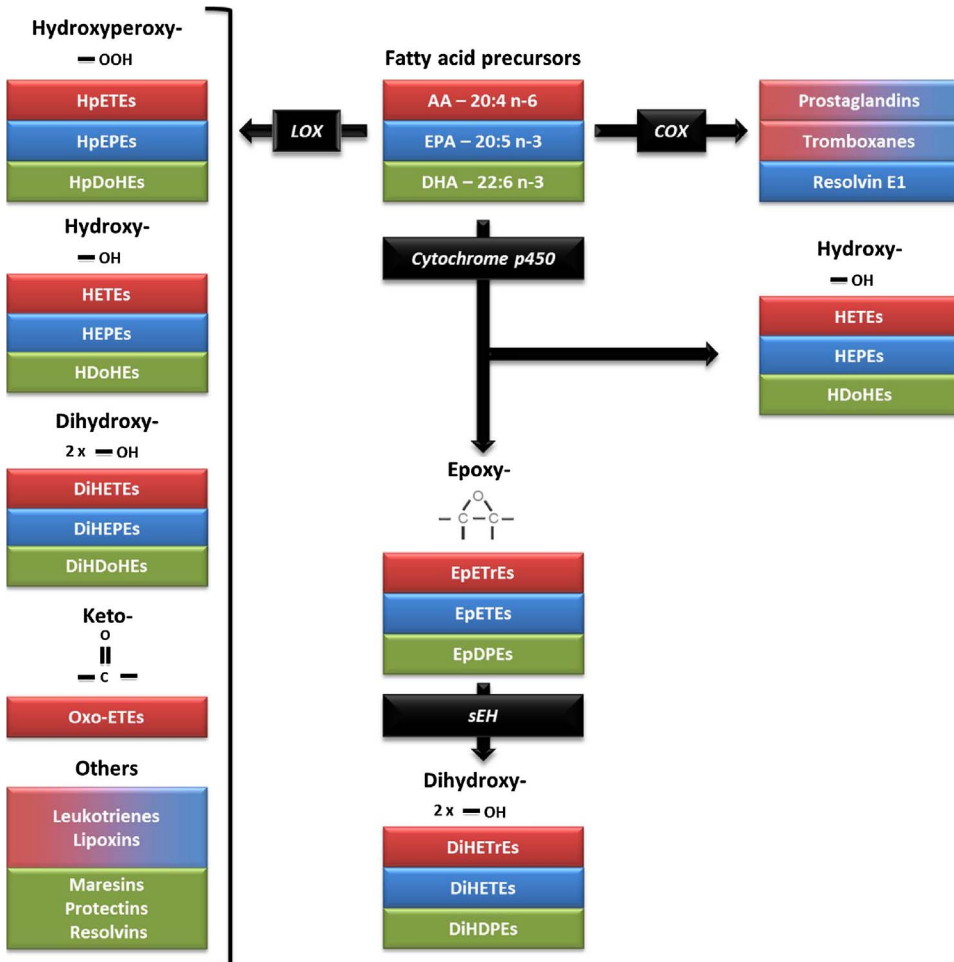 Hydroxyperoxy-
OOH
HpETEs
HpEPEs
HpDoHEs
Hydroxy-
OH
HETEs
HEPEs
HDoHEs
Dihydroxy-
2 x OH
DiHETEs
DiHEPEs
DiHDoHEs
Keto-
O
C
Oxo-ETEs
Others
Leukotrienes
Lipoxins
Maresins
Protectins
Resolvins
LOX
Fatty acid precursors
AA – 20:4 n-6
EPA – 20:5 n-3
DHA – 22:6 n-3
COX
Prostaglandins
Tromboxanes
Resolvin E1
Cytochrome p450
Hydroxy-
OH
HETEs
HEPEs
HDoHEs
Epoxy-
O
C C
EpETrEs
EpETEs
EpDPEs
sEH
Dihydroxy-
2 x OH
DiHETrEs
DiHETEs
DiHDPEs